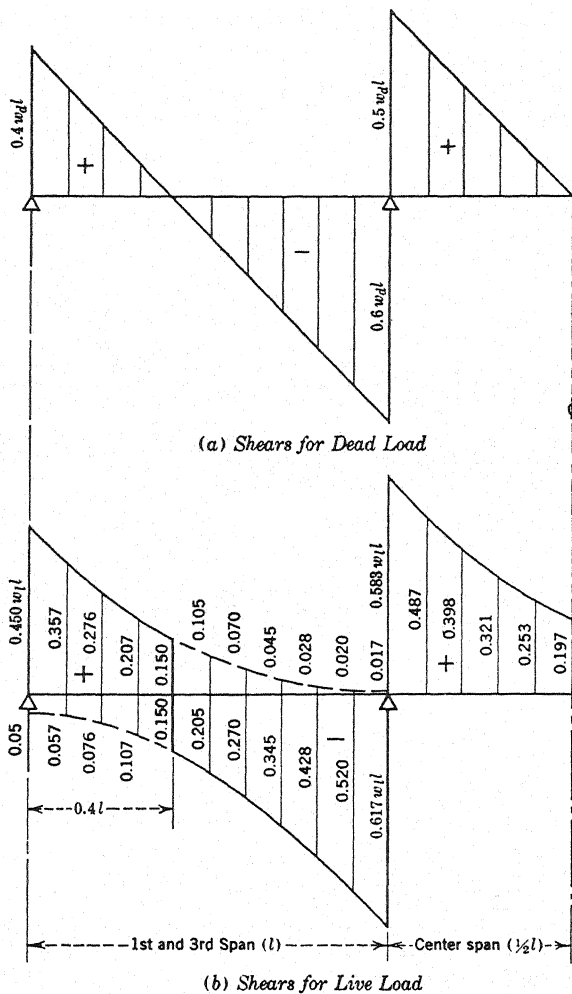 0.4 w_d l
+
0.5 w_d l
+
−
0.6 w_d l
(a) Shears for Dead Load
0.450 w_l l
0.357
+ 0.276
0.207
0.150
0.105
0.070
0.045
0.028
0.020
0.017
0.583 w_l l
0.487
+ 0.398
0.321
0.253
0.197
0.05
0.057
0.076
0.107
0.150
0.205
0.270
0.345
0.428
−
0.520
0.617 w_l l
0.4 l
1st and 3rd Span (l)
Center span (½l)
(b) Shears for Live Load